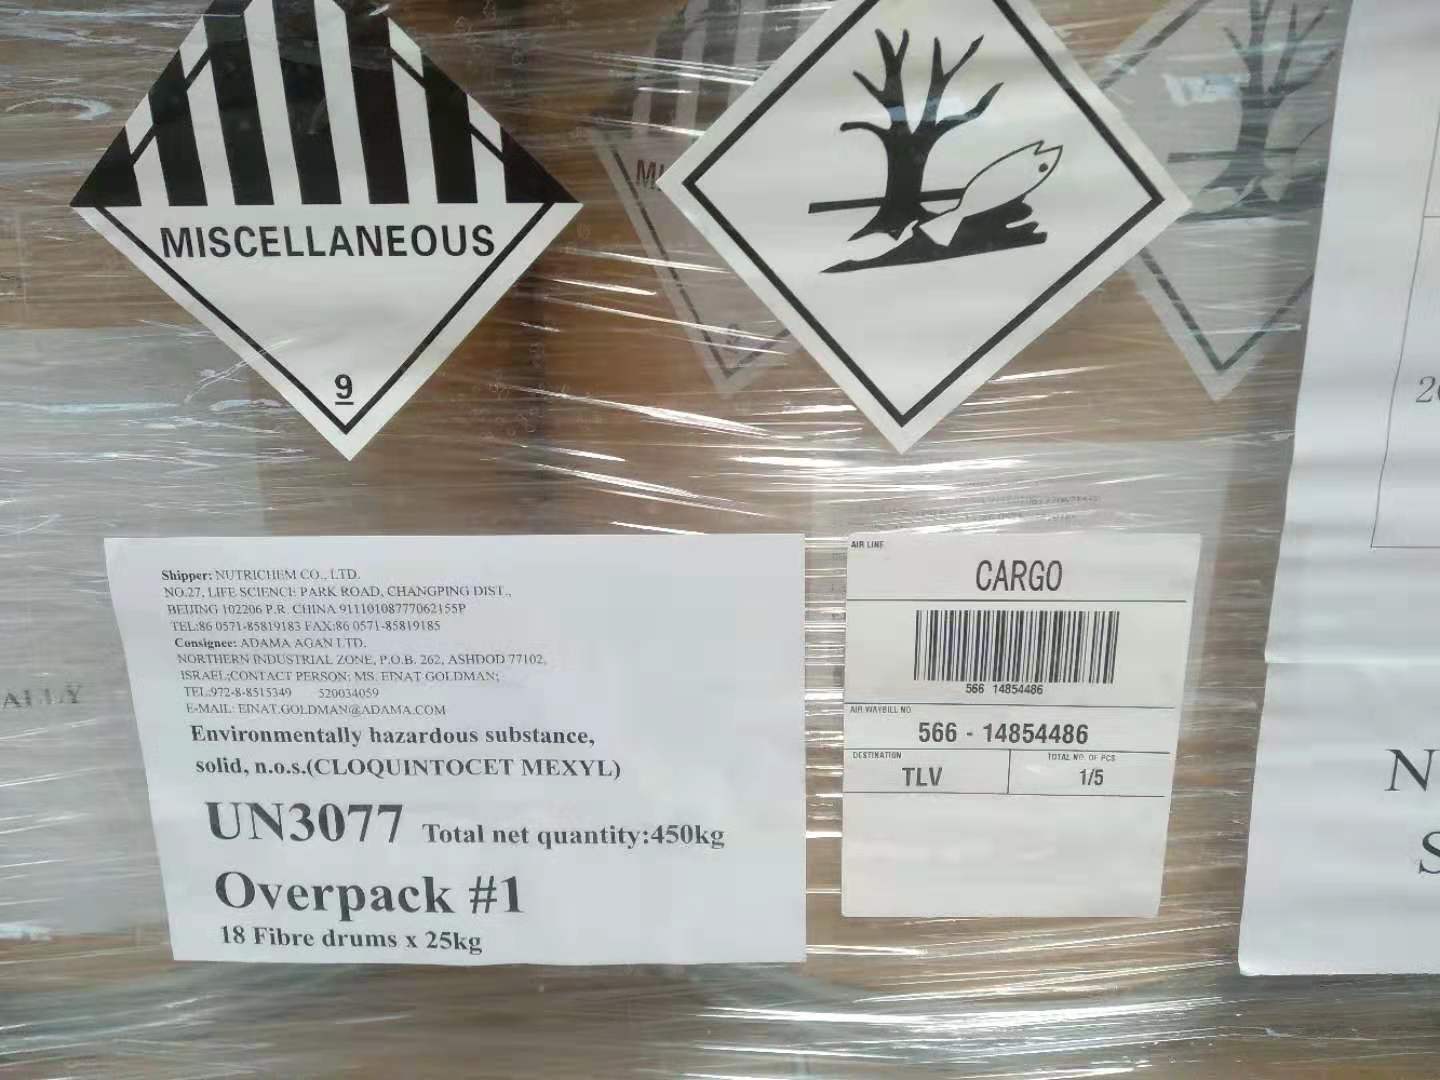 MISCELLANEOUS
9
MI
ALLY
Shipper: NUTRICHEM CO., LTD.
NO.27, LIFE SCIENCE PARK ROAD, CHANGPING DIST.,
BEIJING 102206 P.R. CHINA 91110108777062155P
TEL:86 0571-85819183 FAX:86 0571-85819185
Consignee: ADAMA AGAN LTD.
NORTHERN INDUSTRIAL ZONE, P.O.B. 262, ASHDOD 77102,
ISRAEL;CONTACT PERSON: MS. EINAT GOLDMAN;
TEL:972-8-8515349 520034059
E-MAIL: EINAT.GOLDMAN@ADAMA.COM
Environmentally hazardous substance,
solid, n.o.s.(CLOQUINTOCET MEXYL)
UN3077 Total net quantity:450kg
Overpack #1
18 Fibre drums x 25kg
AIR LINE
CARGO
566 14854486
AIR WAYBILL NO
566 - 14854486
DESTINATION
TLV
TOTAL NO. OF PCS
1/5
N
S